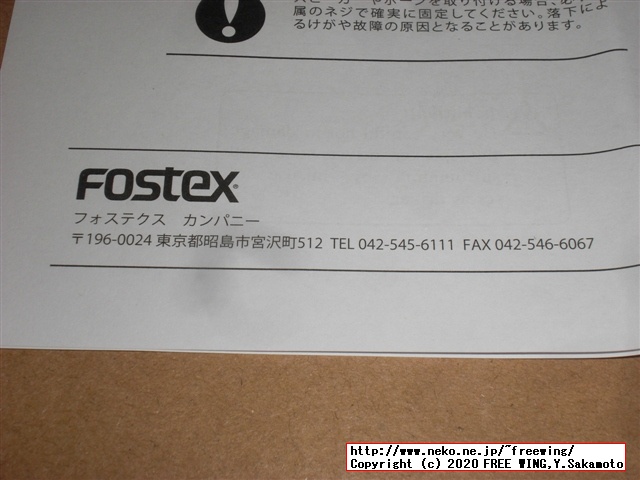 属のネジで確実に固定してください。落下によ
るけがや故障の原因となることがあります。
FOSTEX
フォステクス カンパニー
〒196-0024 東京都昭島市宮沢町512 TEL 042-545-6111 FAX 042-546-6067
http://www.neko.ne.jp/~freewing/
Copyright (c) 2020 FREE WING,Y.Sakamoto